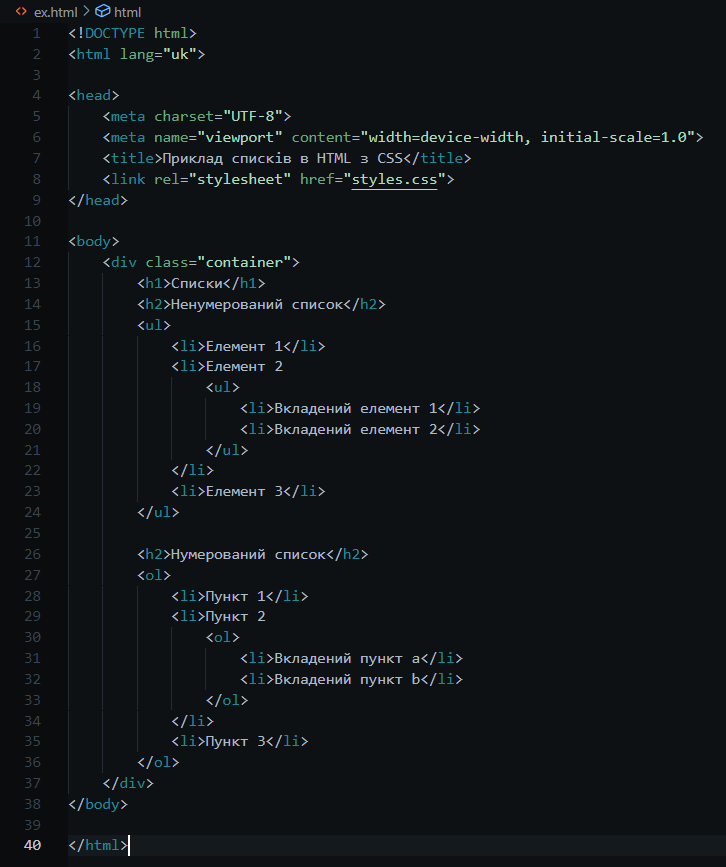 ex.html > html
1 <!DOCTYPE html>
2 <html lang="uk">
3
4 <head>
5     <meta charset="UTF-8">
6     <meta name="viewport" content="width=device-width, initial-scale=1.0">
7     <title>Приклад списків в HTML з CSS</title>
8     <link rel="stylesheet" href="styles.css">
9 </head>
10
11 <body>
12     <div class="container">
13         <h1>Списки</h1>
14         <h2>Ненумерований список</h2>
15         <ul>
16             <li>Елемент 1</li>
17             <li>Елемент 2
18                 <ul>
19                     <li>Вкладений елемент 1</li>
20                     <li>Вкладений елемент 2</li>
21                 </ul>
22             </li>
23             <li>Елемент 3</li>
24         </ul>
25
26         <h2>Нумерований список</h2>
27         <ol>
28             <li>Пункт 1</li>
29             <li>Пункт 2
30                 <ol>
31                     <li>Вкладений пункт a</li>
32                     <li>Вкладений пункт b</li>
33                 </ol>
34             </li>
35             <li>Пункт 3</li>
36         </ol>
37     </div>
38 </body>
39
40 </html>